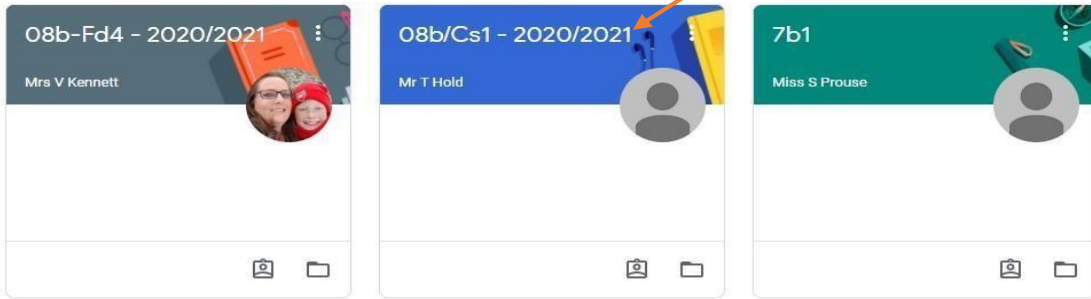 08b-Fd4 - 2020/2021
Mrs V Kennett
08b/Cs1 - 2020/2021
Mr T Hold
7b1
Miss S Prouse